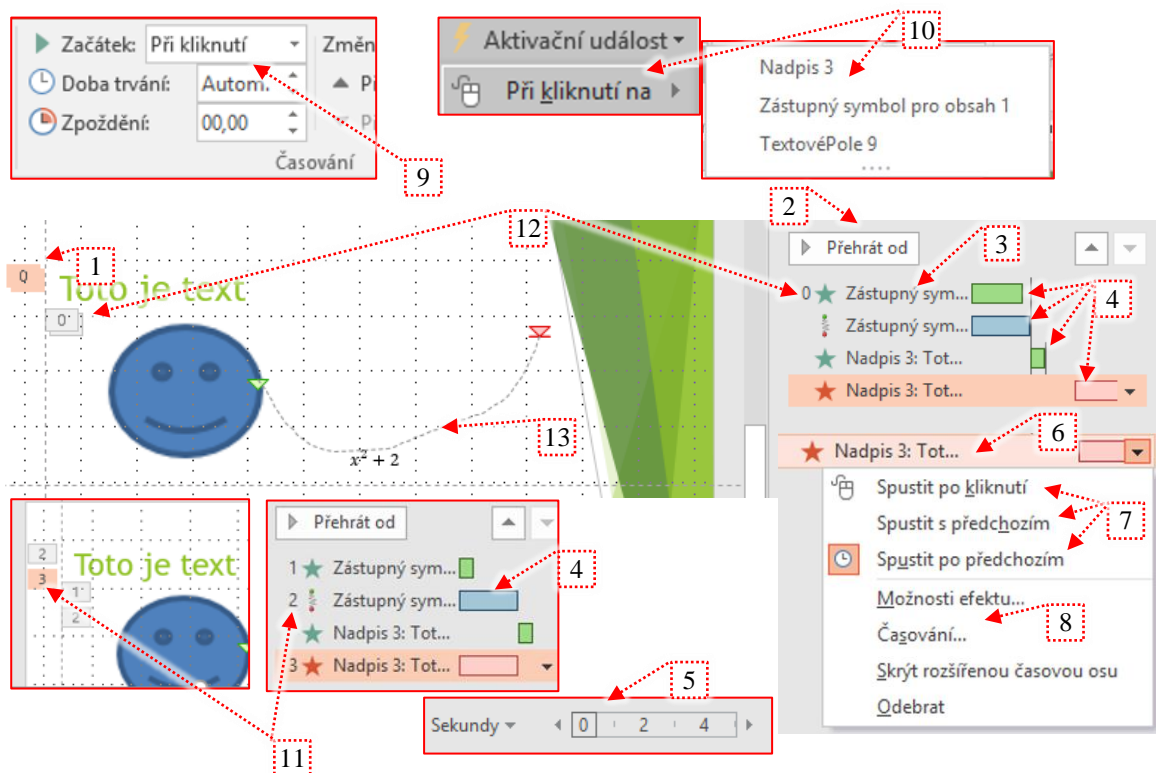 Začátek: Při kliknutí Změn
Doba trvání: Autom.
Zpoždění: 00,00
Časování
9
Aktivační událost
Při kliknutí na
10
Nadpis 3
Zástupný symbol pro obsah 1
TextovéPole 9
12
1
0
Toto je text
0
13
x² + 2
2
Přehrát od
3
0 Zástupný sym...
4
Zástupný sym...
Nadpis 3: Tot...
Nadpis 3: Tot...
6
Nadpis 3: Tot...
Spustit po kliknutí
Spustit s předchozím
7
Spustit po předchozím
Možnosti efektu...
Časování...
8
Skrýt rozšířenou časovou osu
Odebrat
2
3
Toto je text
1
2
Přehrát od
1 Zástupný sym...
4
2 Zástupný sym...
Nadpis 3: Tot...
3 Nadpis 3: Tot...
5
Sekundy 0 2 4
11